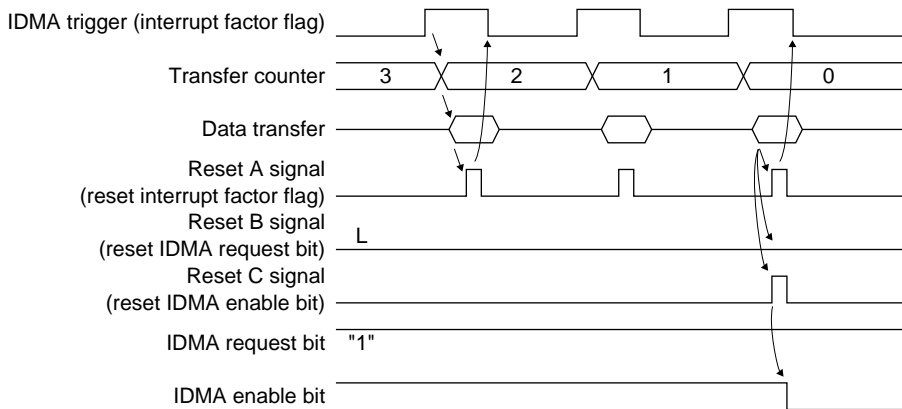 IDMA trigger (interrupt factor flag)
Transfer counter 3 2 1 0
Data transfer
Reset A signal
(reset interrupt factor flag)
Reset B signal
(reset IDMA request bit) L
Reset C signal
(reset IDMA enable bit)
IDMA request bit "1"
IDMA enable bit